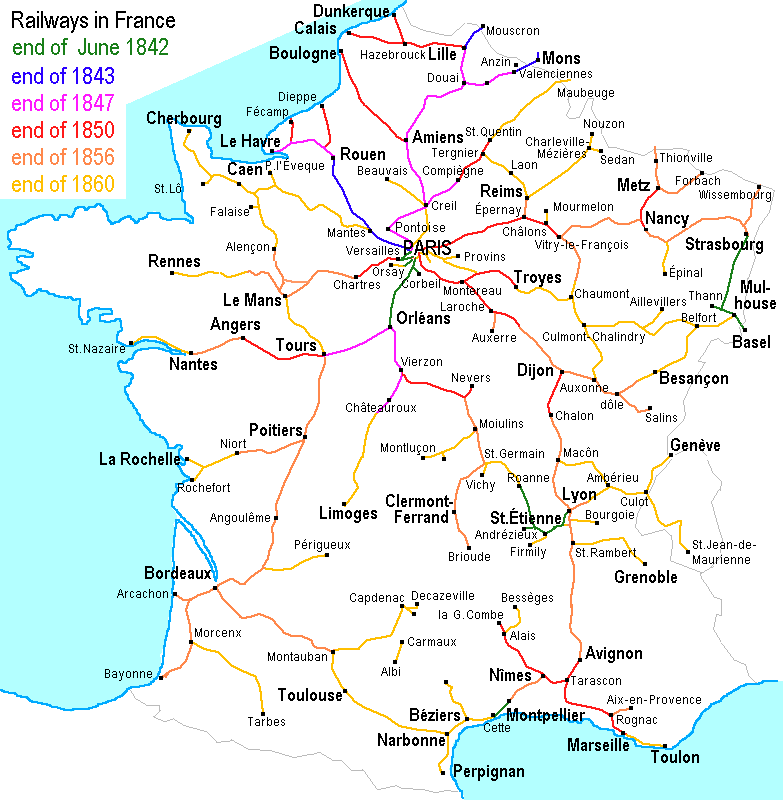 Railways in France
end of June 1842
end of 1843
end of 1847
end of 1850
end of 1856
end of 1860
Dunkerque
Calais
Boulogne
Hazebrouck
Lille
Mouscron
Anzin
Mons
Valenciennes
Douai
Maubeuge
Dieppe
Fécamp
Cherbourg
Le Havre
Amiens
St.Quentin
Nouzon
Charleville-
Mézières
Sedan
Rouen
Tergnier
Caen
P.l'Eveque
Beauvais
Compiègne
Laon
Thionville
Forbach
Metz
Wissembourg
St.Lô
Reims
Creil
Falaise
Épernay
Mourmelon
Pontoise
Mantes
Châlons
Nancy
Alençon
Versailles
PARIS
Vitry-le-François
Strasbourg
Rennes
Orsay
Provins
Corbeil
Épinal
Chartres
Montereau
Troyes
Le Mans
Chaumont
Thann
Mul-
house
Laroche
Aillevillers
Angers
Orléans
Belfort
Auxerre
Culmont-Chalindry
Basel
St.Nazaire
Tours
Nantes
Vierzon
Dijon
Nevers
Auxonne
Besançon
Châteauroux
dôle
Salins
Chalon
Poitiers
Moiulins
Niort
Montluçon
St.Germain
Macôn
Genève
La Rochelle
Rochefort
Vichy
Roanne
Ambérieu
Culot
Lyon
Limoges
Clermont-
Ferrand
Angoulême
St.Étienne
Bourgoie
Andrézieux
Firmily
St.Rambert
St.Jean-de-
Maurienne
Périgueux
Brioude
Grenoble
Bordeaux
Arcachon
Capdenac
Decazeville
Bessèges
la G.Combe
Morcenx
Carmaux
Alais
Montauban
Albi
Avignon
Bayonne
Nîmes
Tarascon
Toulouse
Aix-en-Provence
Tarbes
Béziers
Montpellier
Rognac
Cette
Narbonne
Marseille
Toulon
Perpignan